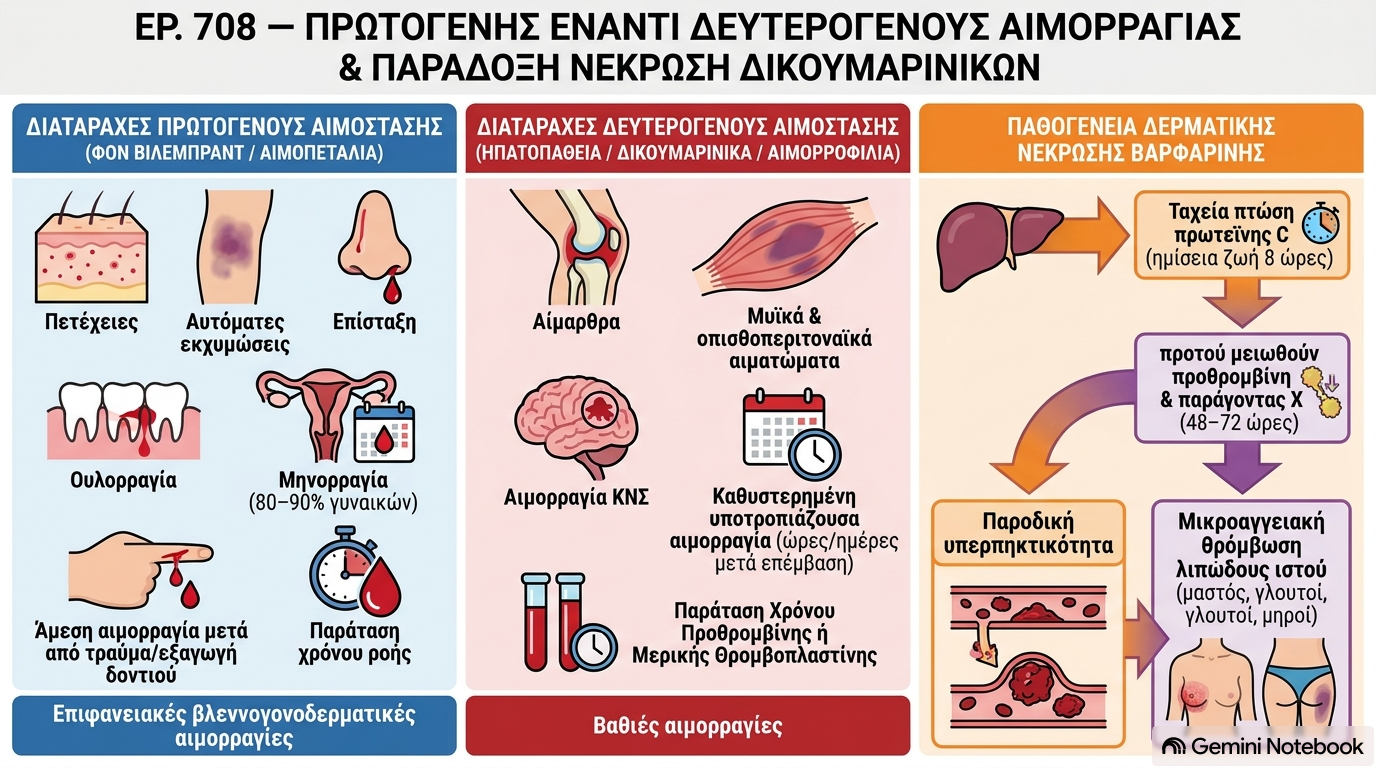 ΕΡ. 708 — ΠΡΩΤΟΓΕΝΗΣ ΕΝΑΝΤΙ ΔΕΥΤΕΡΟΓΕΝΟΥΣ ΑΙΜΟΡΡΑΓΙΑΣ
& ΠΑΡΑΔΟΞΗ ΝΕΚΡΩΣΗ ΔΙΚΟΥΜΑΡΙΝΙΚΩΝ
ΔΙΑΤΑΡΑΧΕΣ ΠΡΩΤΟΓΕΝΟΥΣ ΑΙΜΟΣΤΑΣΗΣ
(ΦΟΝ ΒΙΛΕΜΠΡΑΝΤ / ΑΙΜΟΠΕΤΑΛΙΑ)
Πετέχειες
Αυτόματες
εκχυμώσεις
Επίσταξη
Ουλορραγία
Μηνορραγία
(80–90% γυναικών)
Άμεση αιμορραγία μετά
από τραύμα/εξαγωγή
δοντιού
Παράταση
χρόνου ροής
Επιφανειακές βλεννογονοδερματικές
αιμορραγίες
ΔΙΑΤΑΡΑΧΕΣ ΔΕΥΤΕΡΟΓΕΝΟΥΣ ΑΙΜΟΣΤΑΣΗΣ
(ΗΠΑΤΟΠΑΘΕΙΑ / ΔΙΚΟΥΜΑΡΙΝΙΚΑ / ΑΙΜΟΡΡΟΦΙΛΙΑ)
Αίμαρθρα
Μυϊκά &
οπισθοπεριτοναϊκά
αιματώματα
Αιμορραγία ΚΝΣ
Καθυστερημένη
υποτροπιάζουσα
αιμορραγία (ώρες/ημέρες
μετά επέμβαση)
Παράταση Χρόνου
Προθρομβίνης ή
Μερικής Θρομβοπλαστίνης
Βαθιές αιμορραγίες
ΠΑΘΟΓΕΝΕΙΑ ΔΕΡΜΑΤΙΚΗΣ
ΝΕΚΡΩΣΗΣ ΒΑΡΦΑΡΙΝΗΣ
Ταχεία πτώση
πρωτεΐνης C
(ημίσεια ζωή 8 ώρες)
προτού μειωθούν
προθρομβίνη
& παράγοντας Χ
(48–72 ώρες)
Παροδική
υπερπηκτικότητα
Μικροαγγειακή
θρόμβωση
λιπώδους ιστού
(μαστός, γλουτοί,
γλουτοί, μηροί)
Gemini Notebook